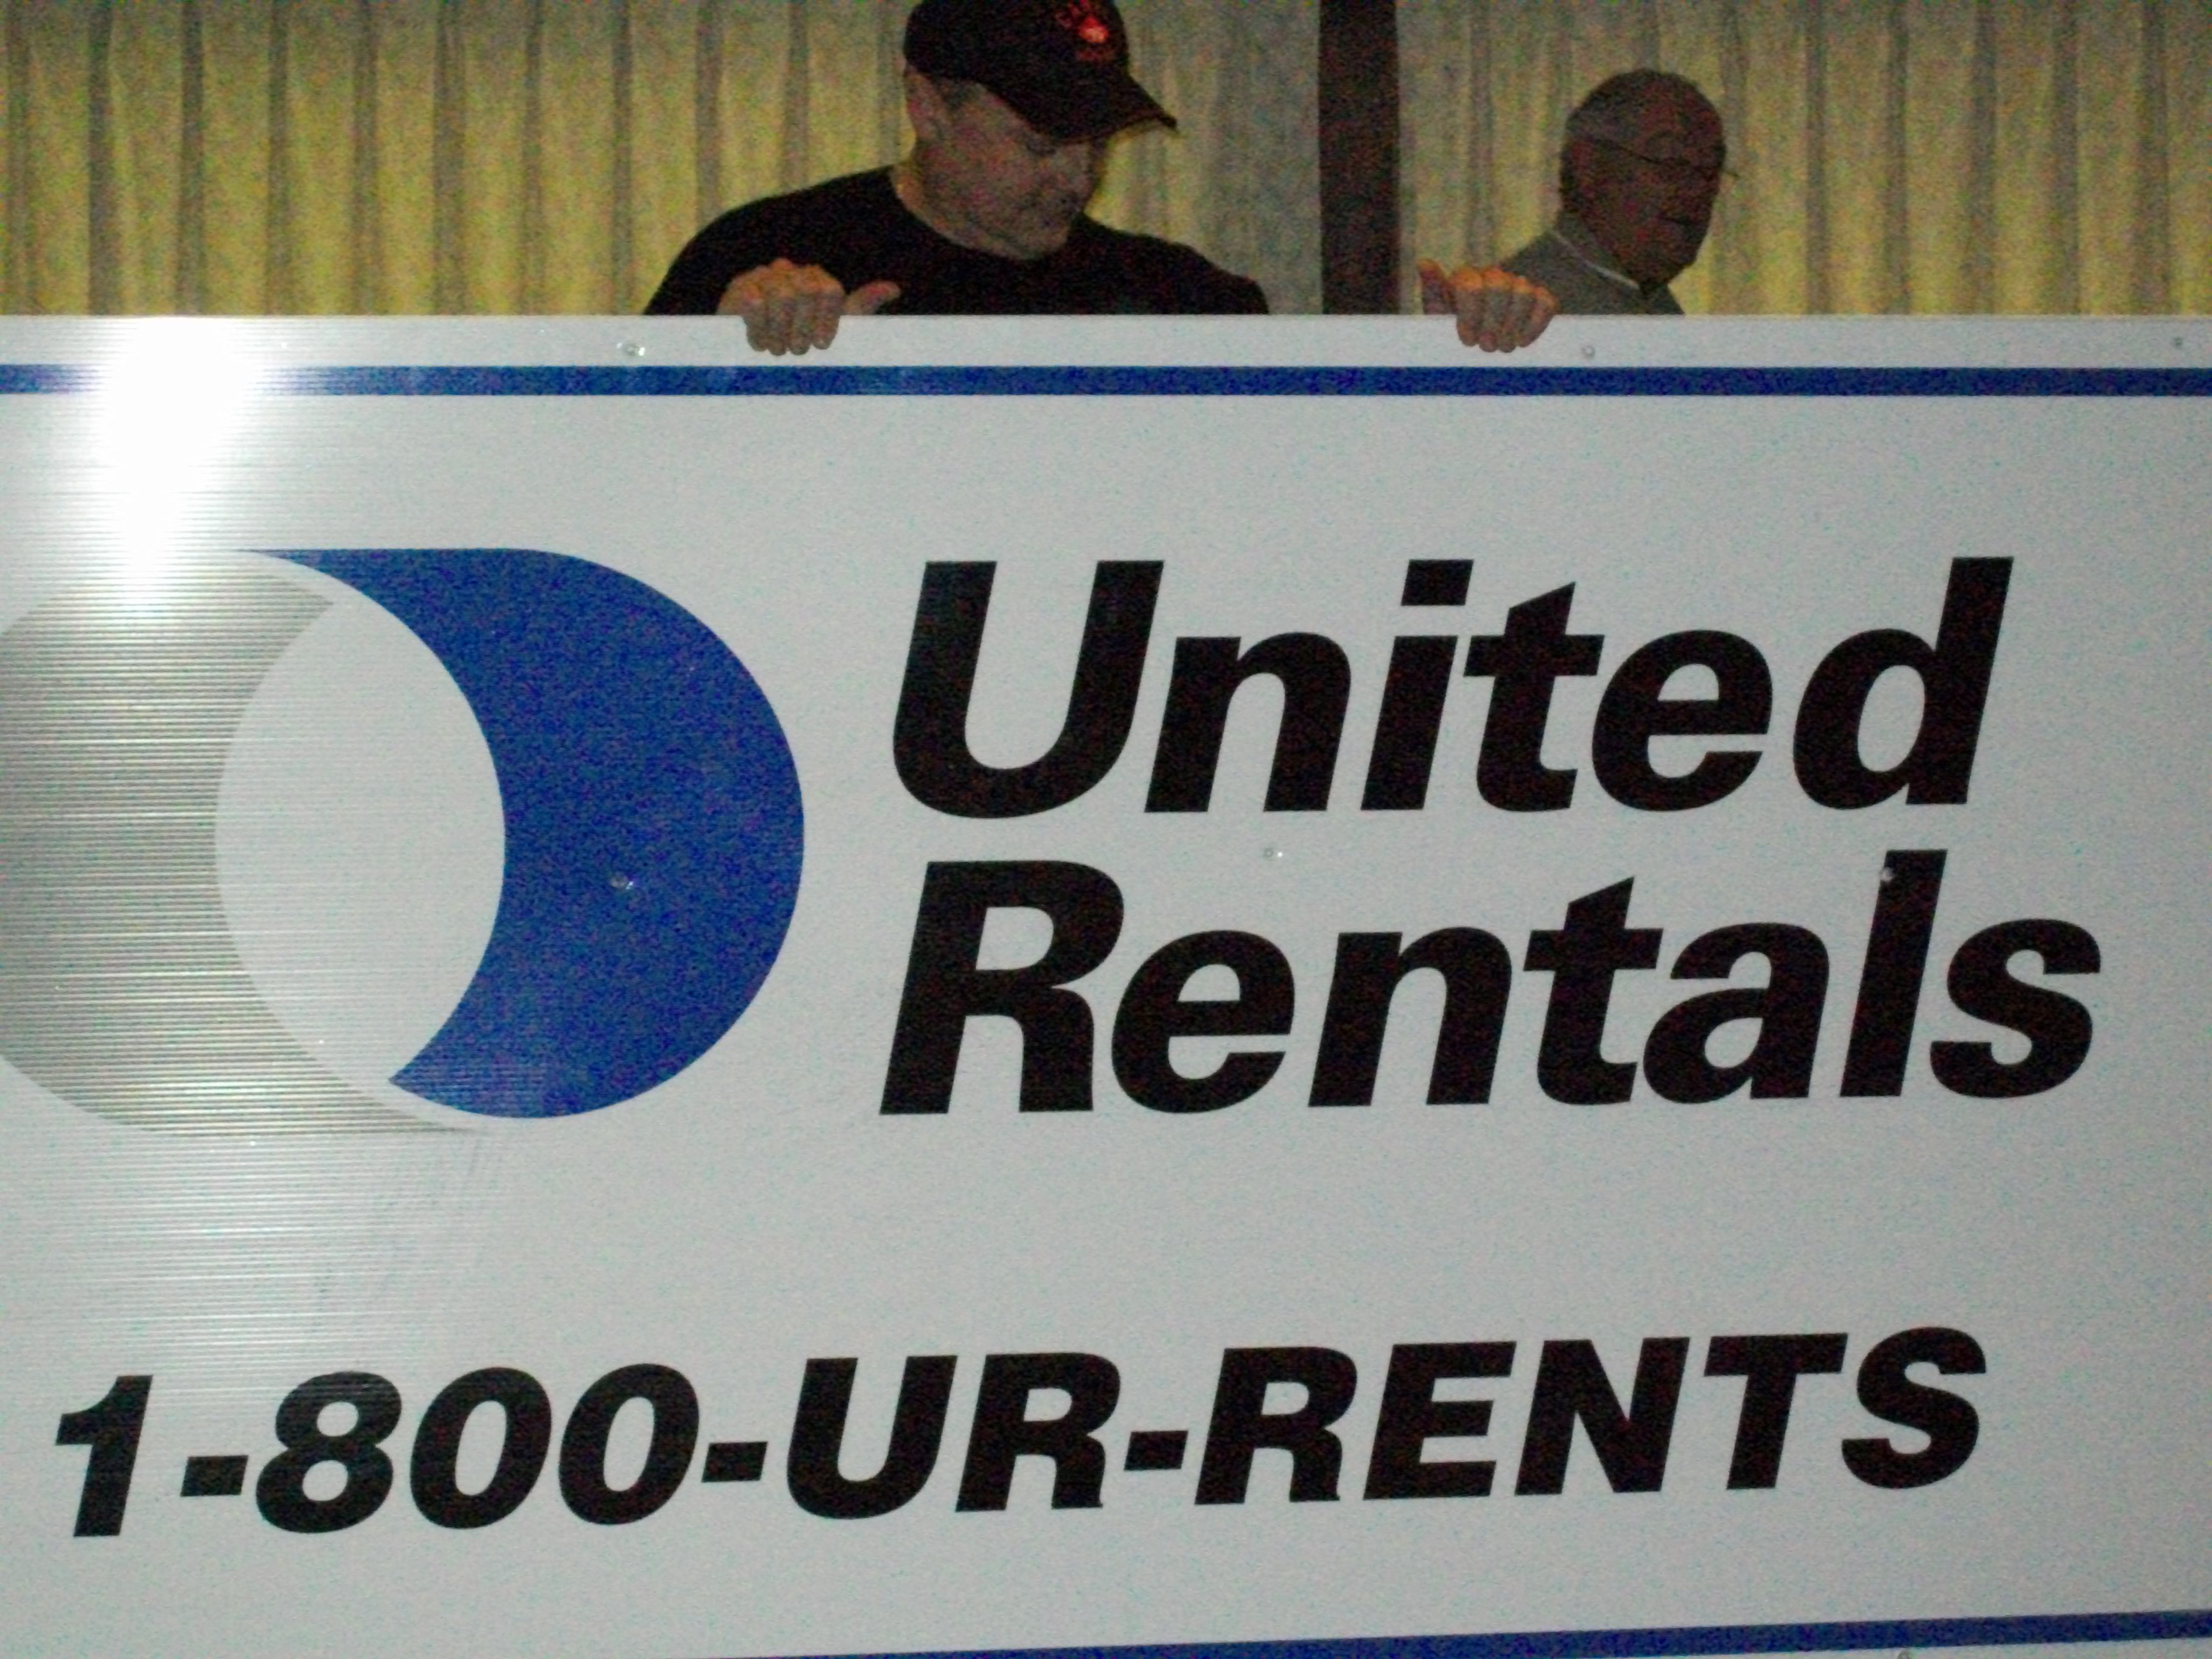 United
Rentals
1-800-UR-RENTS